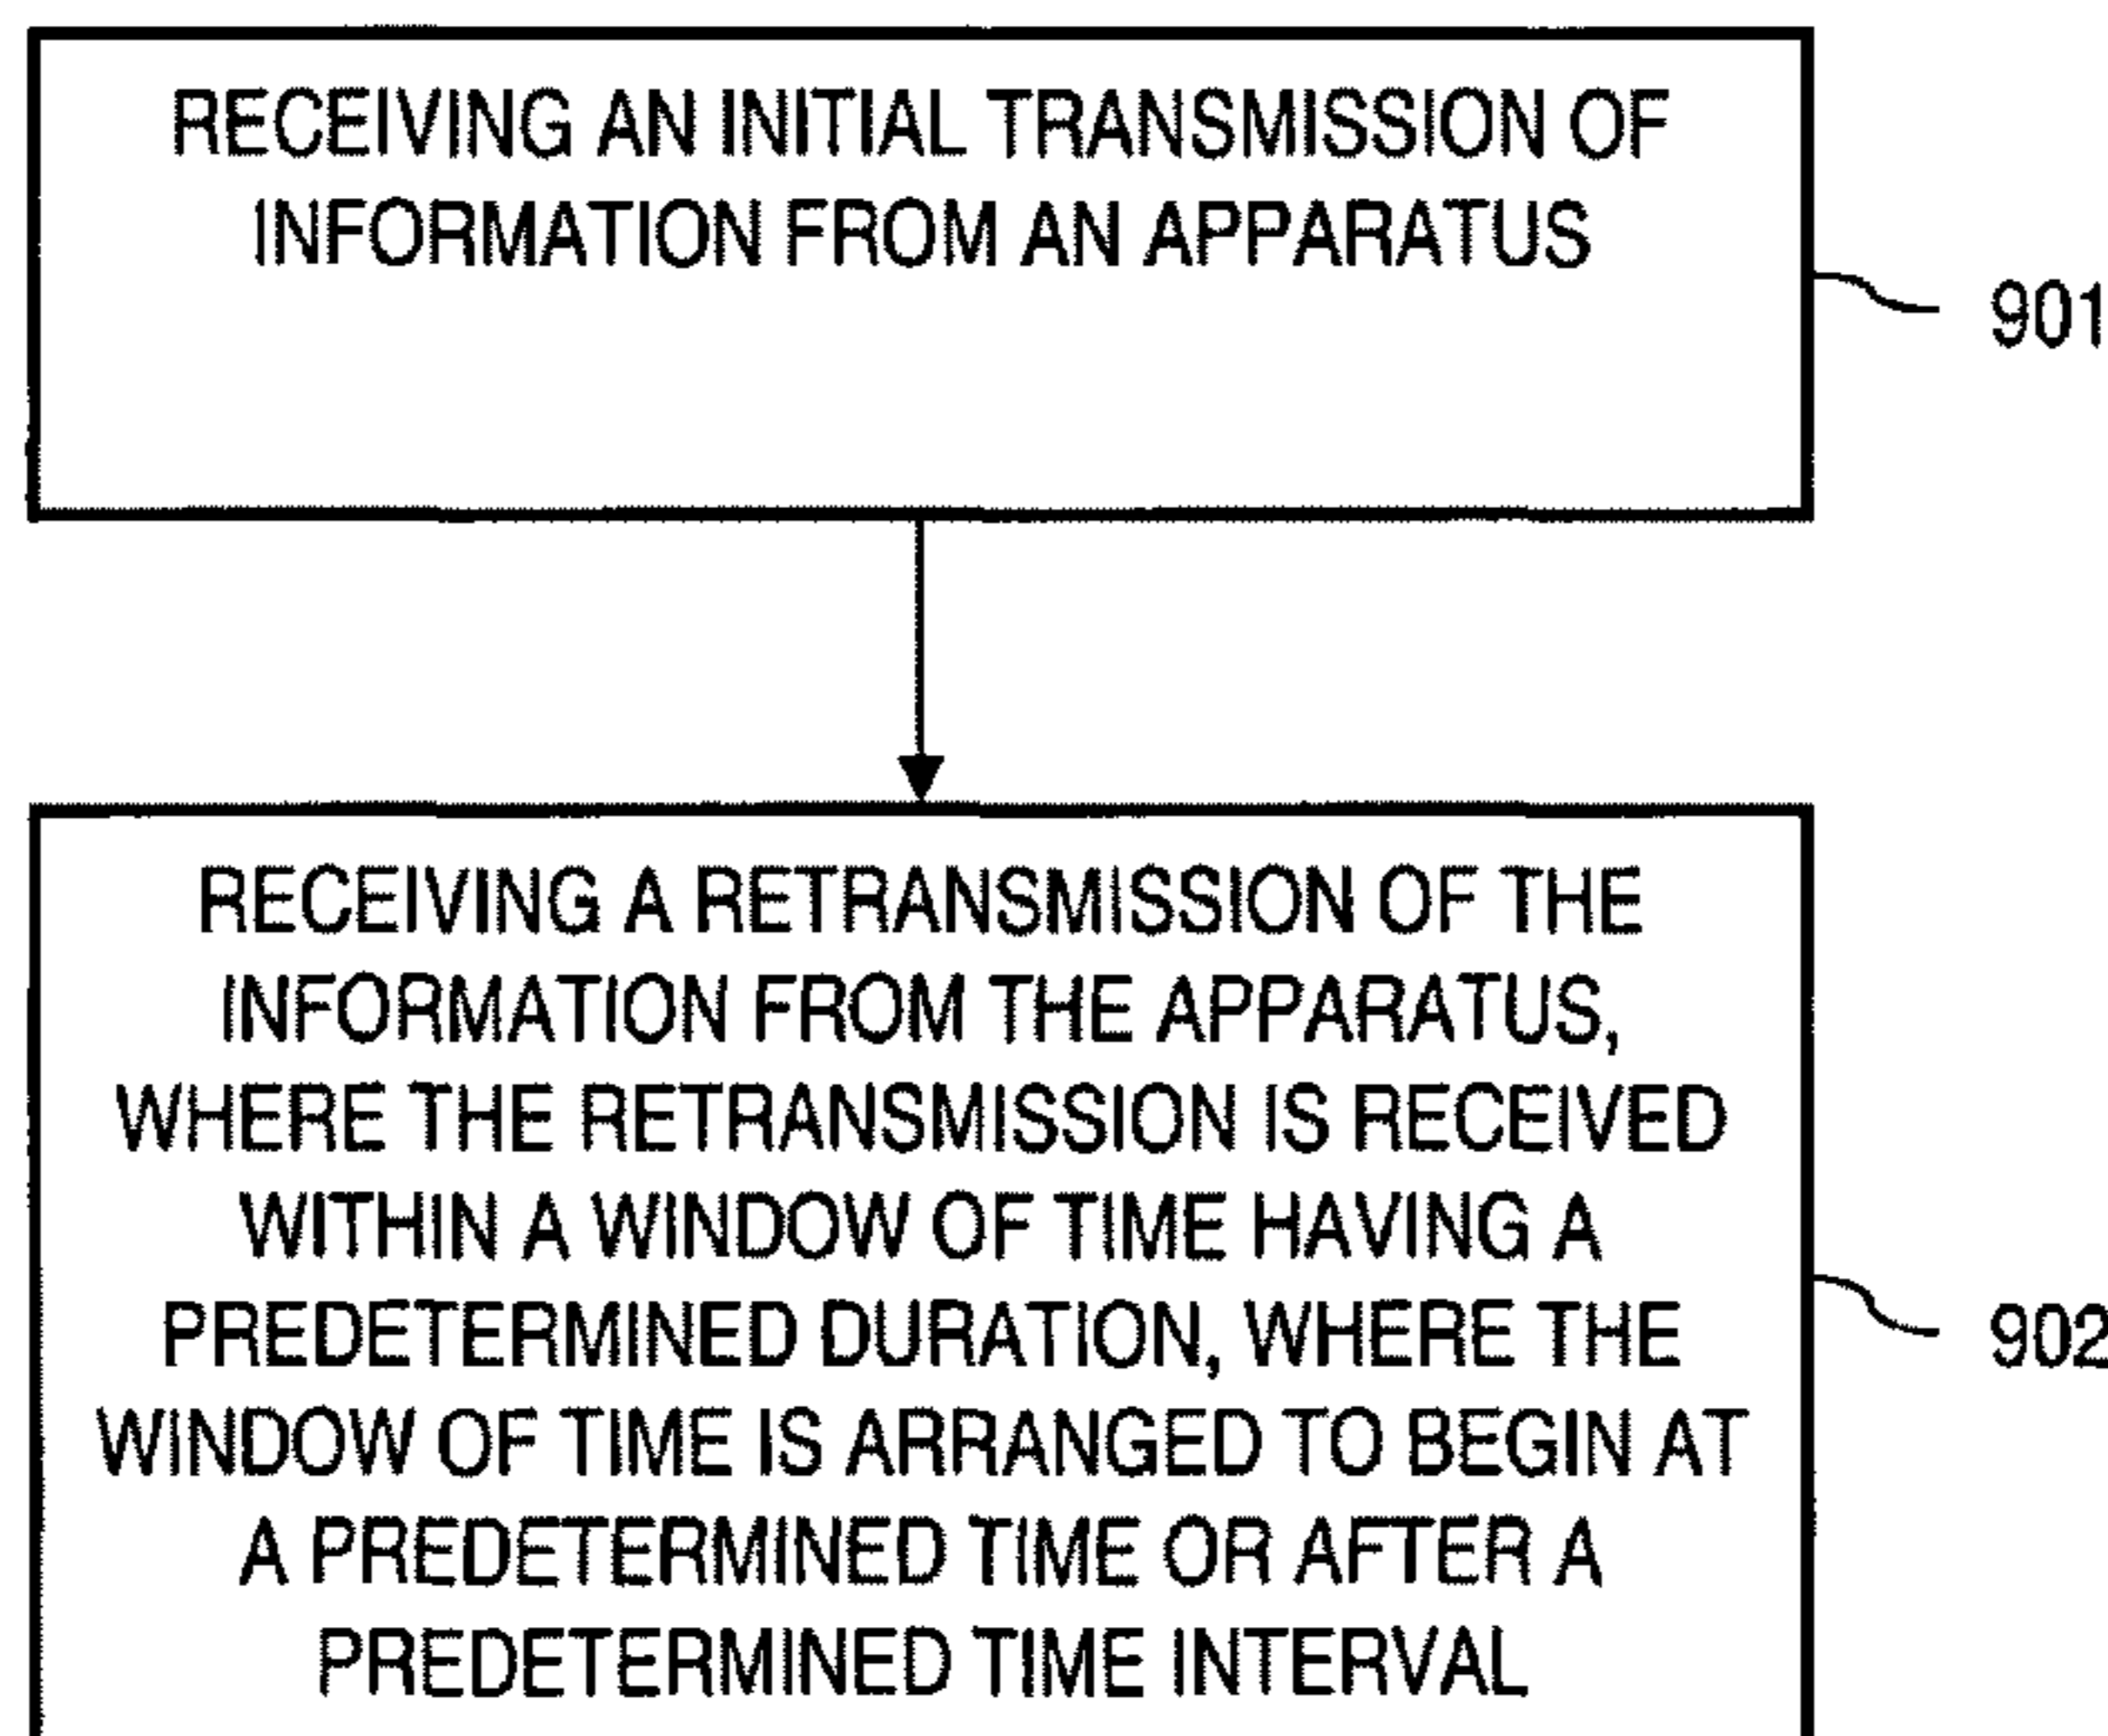 RECEIVING AN INITIAL TRANSMISSION OF
INFORMATION FROM AN APPARATUS
901
RECEIVING A RETRANSMISSION OF THE
INFORMATION FROM THE APPARATUS,
WHERE THE RETRANSMISSION IS RECEIVED
WITHIN A WINDOW OF TIME HAVING A
PREDETERMINED DURATION, WHERE THE
WINDOW OF TIME IS ARRANGED TO BEGIN AT
A PREDETERMINED TIME OR AFTER A
PREDETERMINED TIME INTERVAL
902